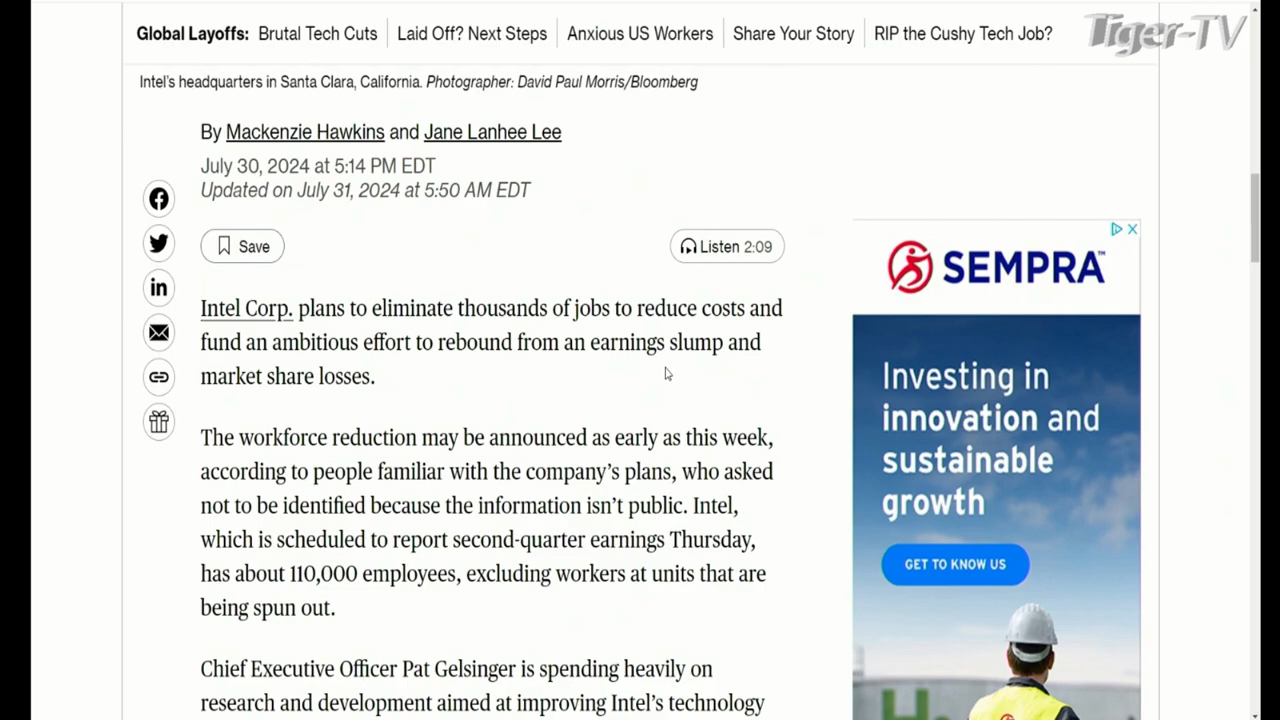 Global Layoffs: Brutal Tech Cuts Laid Off? Next Steps Anxious US Workers Share Your Story RIP the Cushy Tech Job?
Tiger-TV
Intel's headquarters in Santa Clara, California. Photographer: David Paul Morris/Bloomberg
By Mackenzie Hawkins and Jane Lanhee Lee
July 30, 2024 at 5:14 PM EDT
Updated on July 31, 2024 at 5:50 AM EDT
Save
Listen 2:09
Intel Corp. plans to eliminate thousands of jobs to reduce costs and
fund an ambitious effort to rebound from an earnings slump and
market share losses.
The workforce reduction may be announced as early as this week,
according to people familiar with the company's plans, who asked
not to be identified because the information isn't public. Intel,
which is scheduled to report second-quarter earnings Thursday,
has about 110,000 employees, excluding workers at units that are
being spun out.
Chief Executive Officer Pat Gelsinger is spending heavily on
research and development aimed at improving Intel's technology
SEMPRA™
Investing in
innovation and
sustainable
growth
GET TO KNOW US